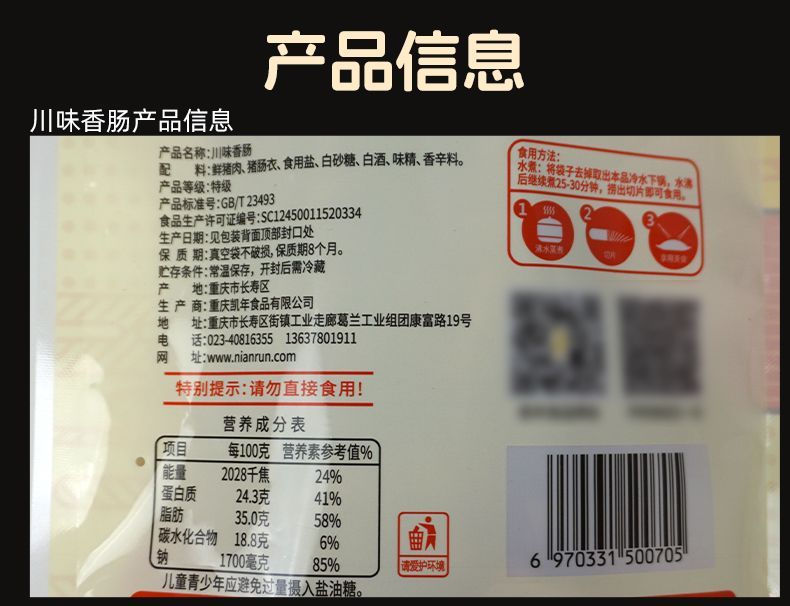 产品信息
川味香肠产品信息
产品名称:川味香肠
配 料:鲜猪肉、猪肠衣、食用盐、白砂糖、白酒、味精、香辛料。
产品等级:特级
产品标准号:GB/T 23493
食品生产许可证编号:SC12450011520334
生产日期:见包装背面顶部封口处
保 质 期:真空袋不破损,保质期8个月。
贮存条件:常温保存，开封后需冷藏
产 地:重庆市长寿区
生 产 商:重庆凯年食品有限公司
地 址:重庆市长寿区街镇工业走廊葛兰工业组团康富路19号
电 话:023-40816355 13637801911
网 址:www.nianrun.com
特别提示:请勿直接食用!
营养成分表
项目 每100克 营养素参考值%
能量 2028千焦 24%
蛋白质 24.3克 41%
脂肪 35.0克 58%
碳水化合物 18.8克 6%
钠 1700毫克 85%
儿童青少年应避免过量摄入盐油糖。
食用方法:
水煮: 将袋子去掉取出本品冷水下锅，水沸
后继续煮25-30分钟，捞出切片即可食用。
1 2 3
沸水蒸煮 切片 享用美食
请爱护环境
6 970331 500705